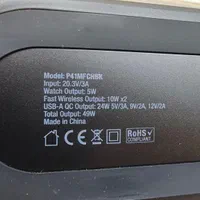 Model: P41MFCHBK
Input: 20.3V/3A
Watch Output: 5W
Fast Wireless Output: 10W x2
USB-A QC Output: 24W 5V/3A, 9V/2A, 12V/2A
Total Output: 49W
Made in China
CE
RoHS
COMPLIANT